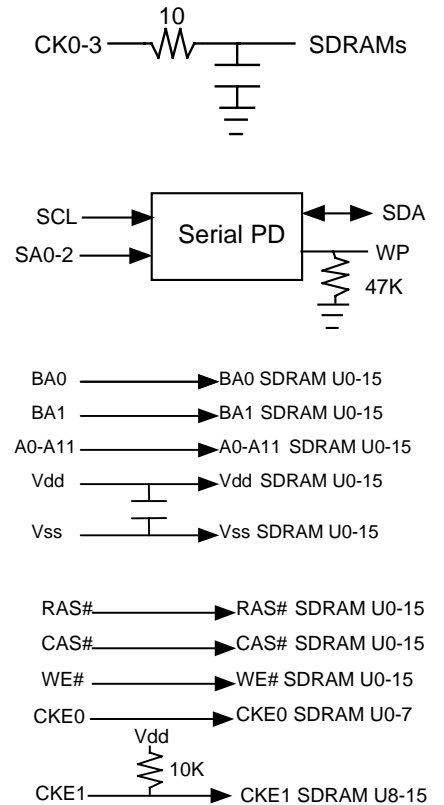 10
CK0-3 SDRAMs
SCL Serial PD SDA
SA0-2 WP
47K
BA0 BA0 SDRAM U0-15
BA1 BA1 SDRAM U0-15
A0-A11 A0-A11 SDRAM U0-15
Vdd Vdd SDRAM U0-15
Vss Vss SDRAM U0-15
RAS# RAS# SDRAM U0-15
CAS# CAS# SDRAM U0-15
WE# WE# SDRAM U0-15
CKE0 CKE0 SDRAM U0-7
Vdd
10K
CKE1 CKE1 SDRAM U8-15